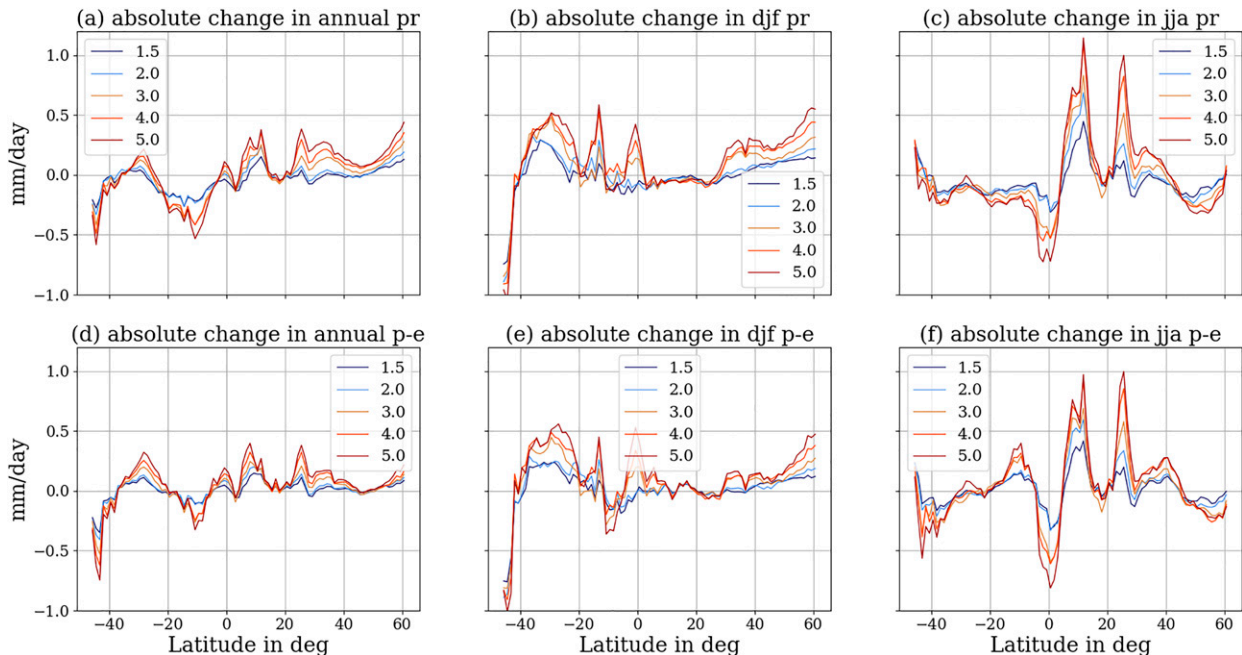 (a) absolute change in annual pr
(b) absolute change in djf pr
(c) absolute change in jja pr
mm/day
1.0
0.5
0.0
−0.5
−1.0
1.5
2.0
3.0
4.0
5.0
1.5
2.0
3.0
4.0
5.0
1.5
2.0
3.0
4.0
5.0
(d) absolute change in annual p-e
(e) absolute change in djf p-e
(f) absolute change in jja p-e
mm/day
1.0
0.5
0.0
−0.5
−1.0
1.5
2.0
3.0
4.0
5.0
1.5
2.0
3.0
4.0
5.0
1.5
2.0
3.0
4.0
5.0
−40 −20 0 20 40 60
−40 −20 0 20 40 60
−40 −20 0 20 40 60
Latitude in deg
Latitude in deg
Latitude in deg